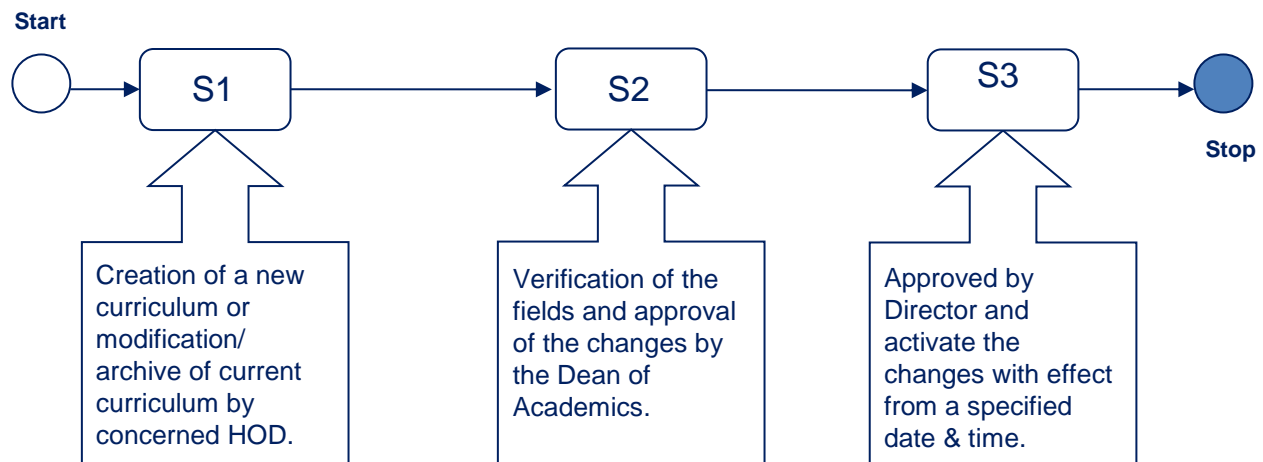 Start
S1
S2
S3
Stop
Creation of a new
curriculum or
modification/
archive of current
curriculum by
concerned HOD.
Verification of the
fields and approval
of the changes by
the Dean of
Academics.
Approved by
Director and
activate the
changes with effect
from a specified
date & time.